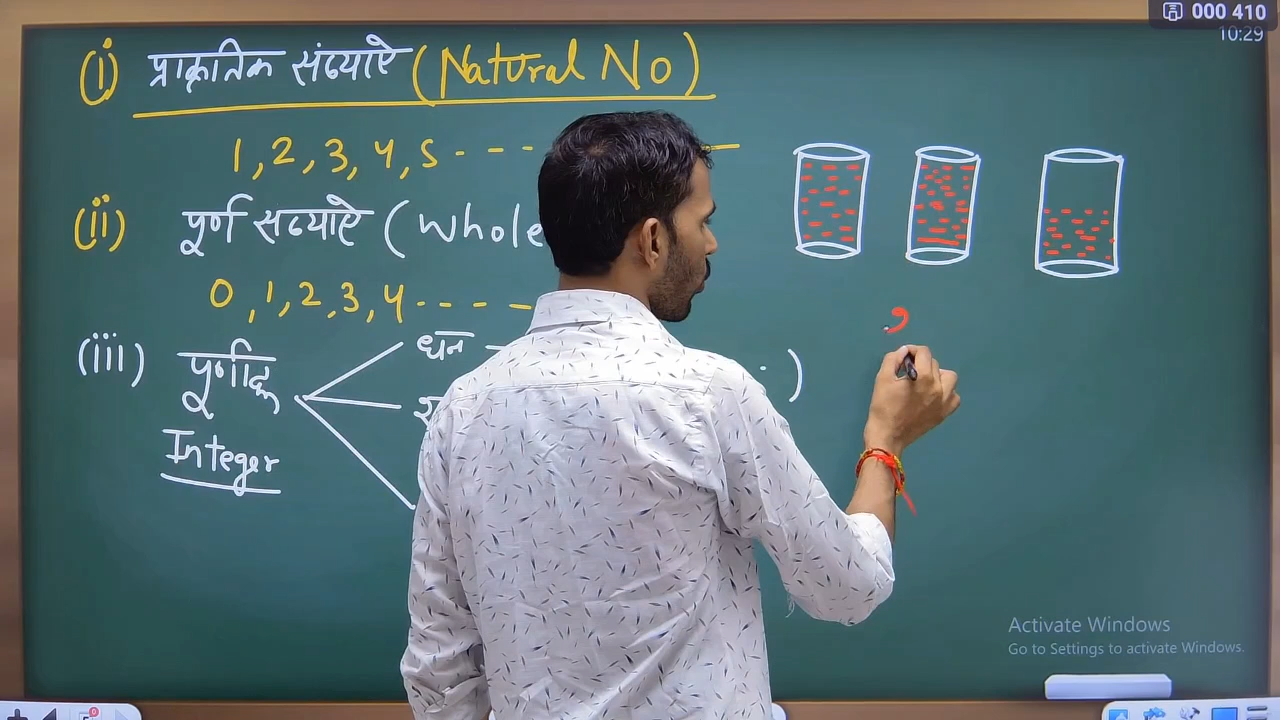 000 410
10:29
(i) प्राकृतिक संख्याऐ (Natural No)
1, 2, 3, 4, 5 - - - -
(ii) पूर्ण संख्याऐ (Whole
0, 1, 2, 3, 4 - - - -
(iii) पूर्णांक
धन
)
Integer
Activate Windows
Go to Settings to activate Windows.